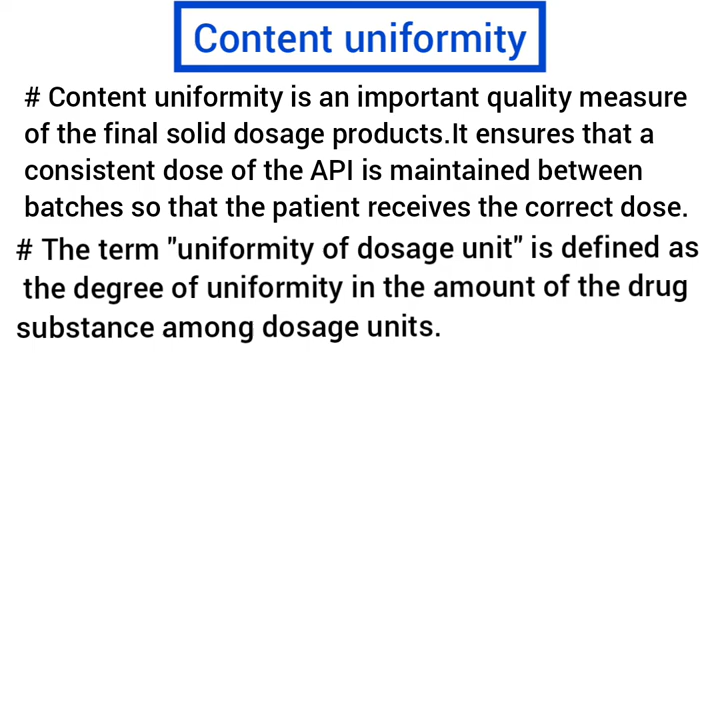 Content uniformity
# Content uniformity is an important quality measure
of the final solid dosage products.It ensures that a
consistent dose of the API is maintained between
batches so that the patient receives the correct dose.
# The term "uniformity of dosage unit" is defined as
the degree of uniformity in the amount of the drug
substance among dosage units.